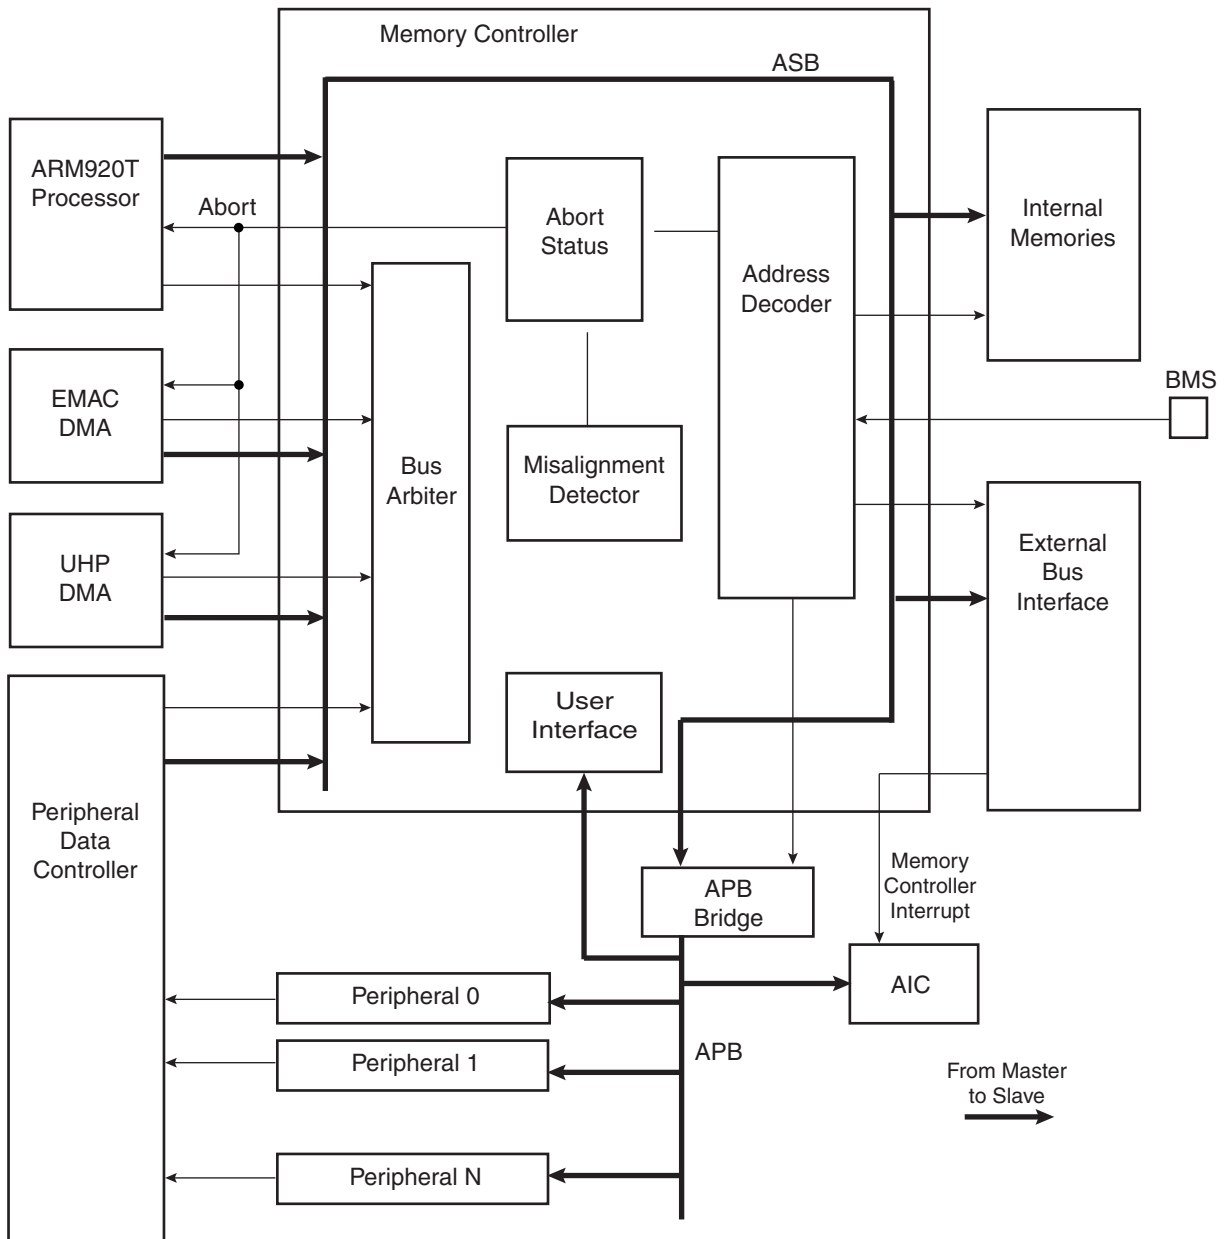 Memory Controller
ASB
ARM920T
Processor
Abort
Abort
Status
Address
Decoder
Internal
Memories
BMS
EMAC
DMA
Bus
Arbiter
Misalignment
Detector
UHP
DMA
External
Bus
Interface
User
Interface
Peripheral
Data
Controller
APB
Bridge
Memory
Controller
Interrupt
AIC
Peripheral 0
Peripheral 1
APB
From Master
to Slave
Peripheral N